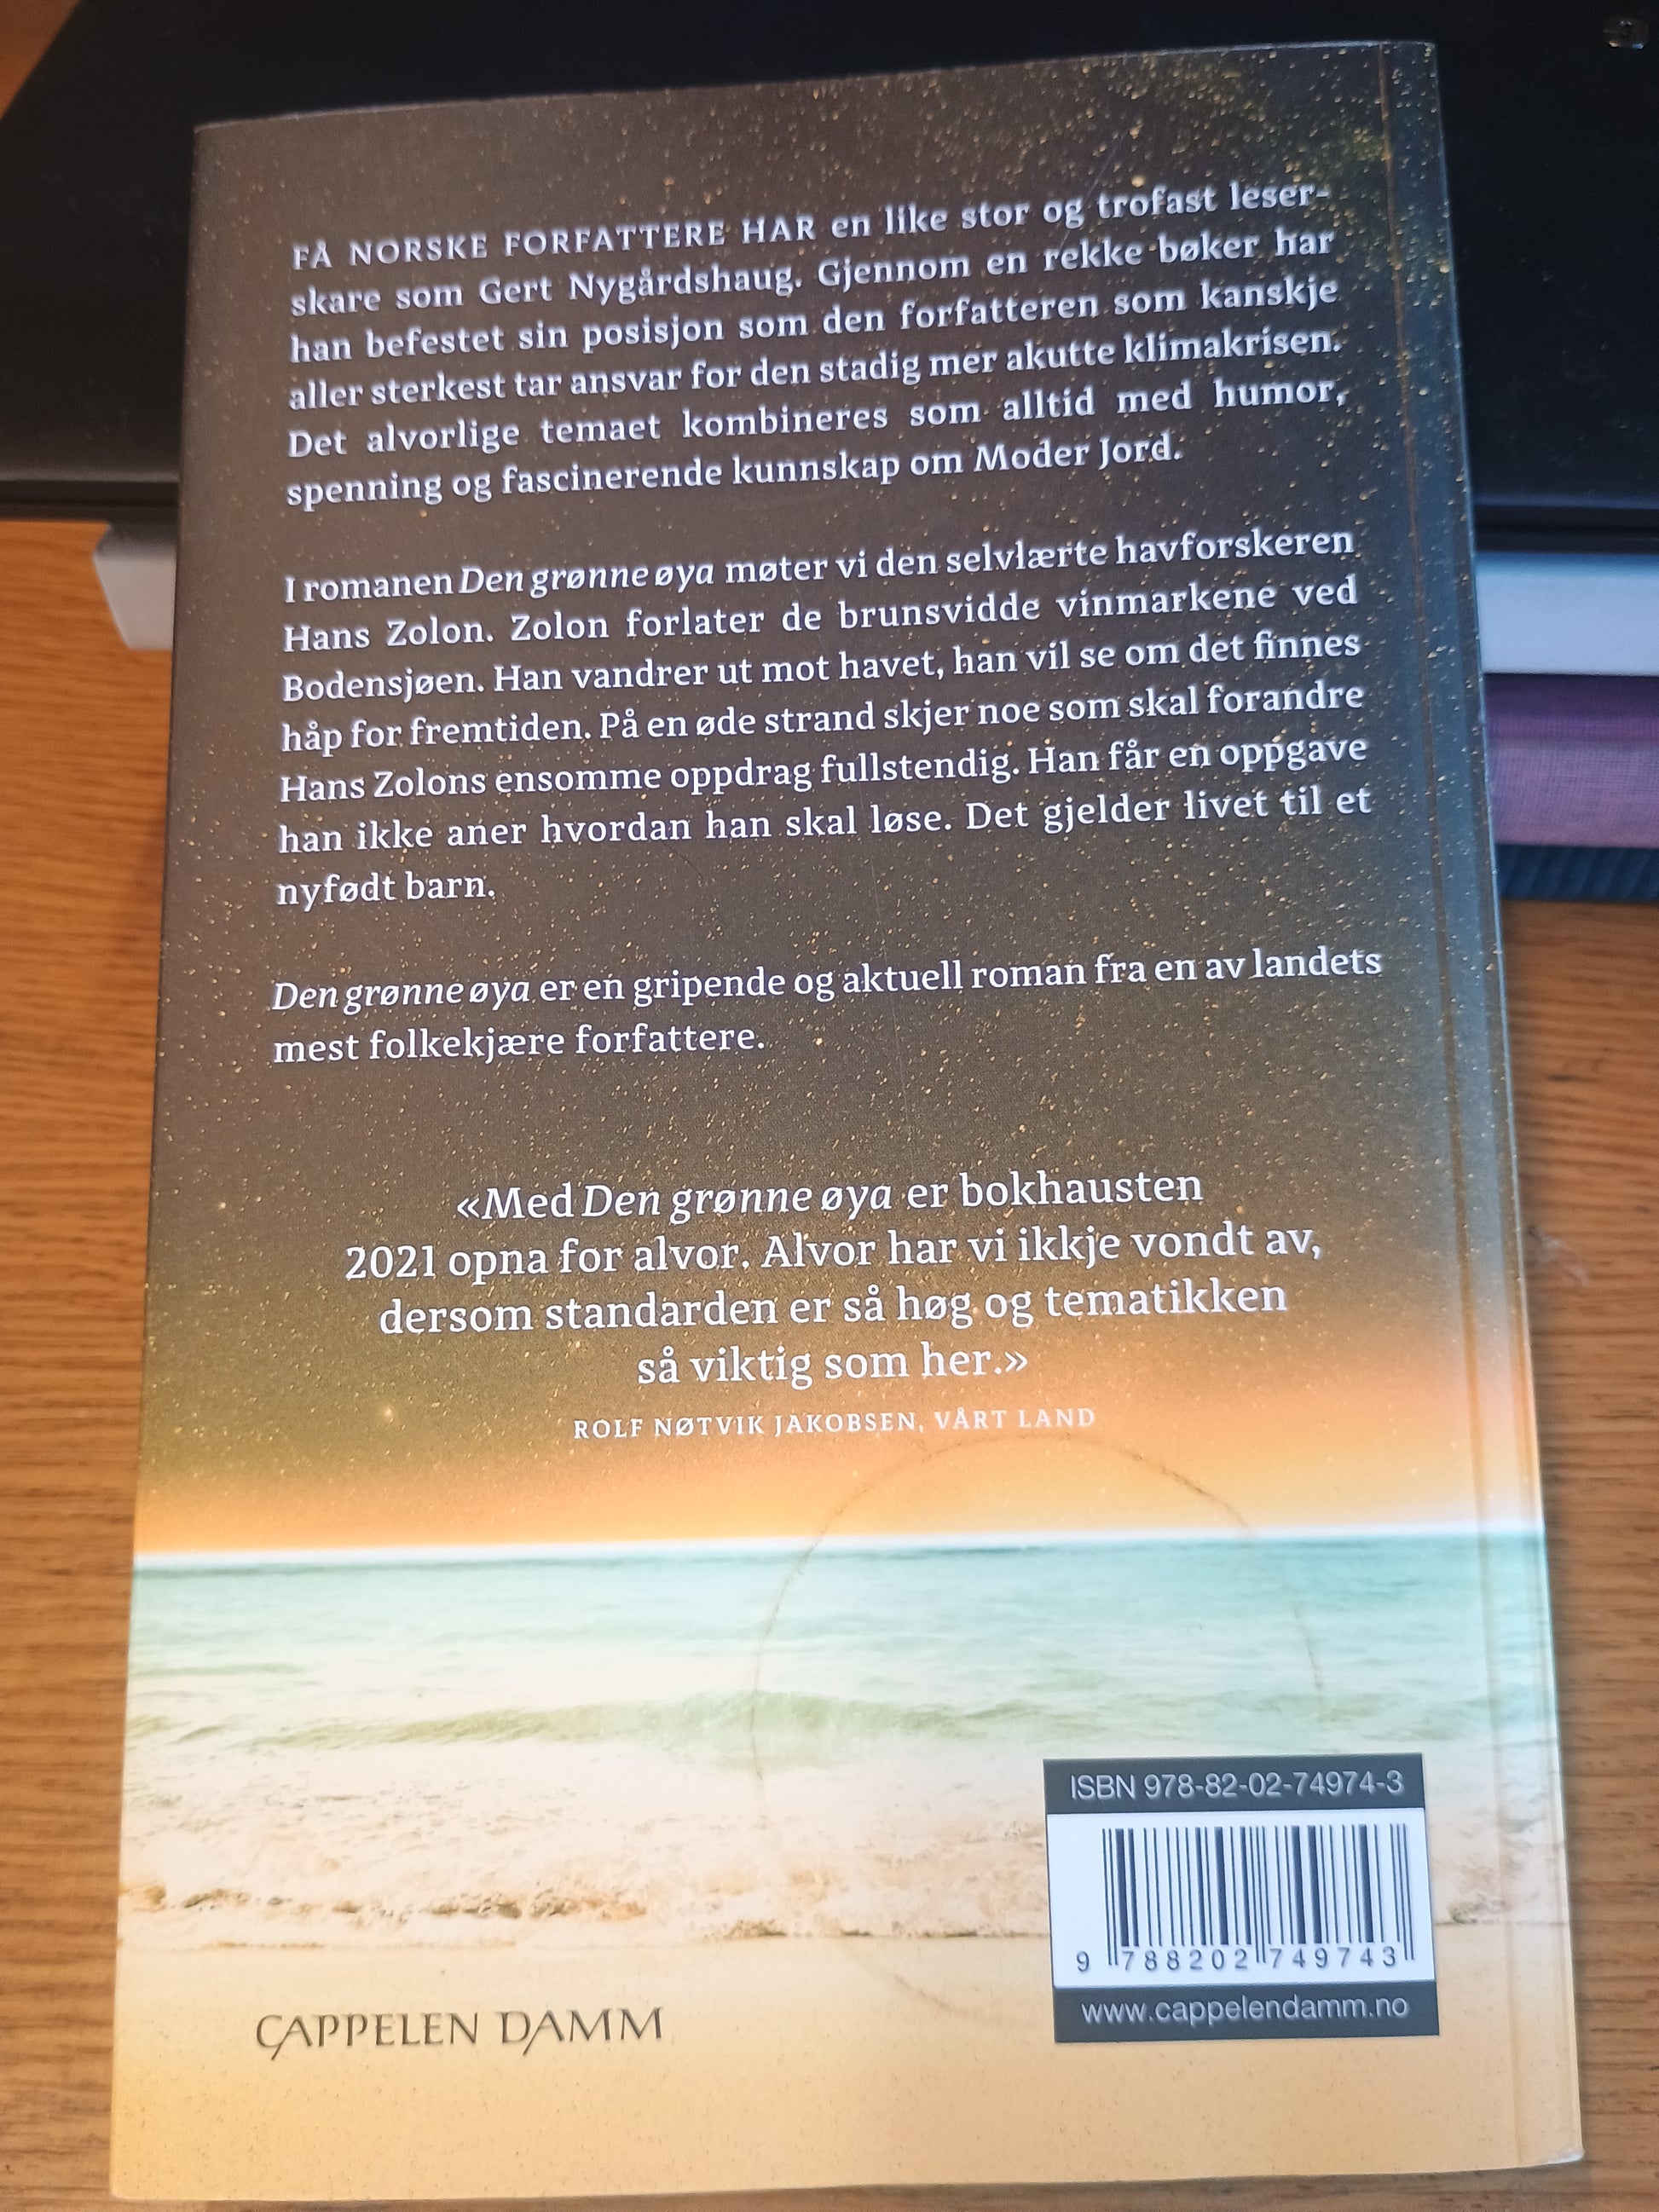 FÅ NORSKE FORFATTERE HAR en like stor og trofast leser-
skare som Gert Nygårdshaug. Gjennom en rekke bøker har
han befestet sin posisjon som den forfatteren som kanskje
aller sterkest tar ansvar for den stadig mer akutte klimakrisen.
Det alvorlige temaet kombineres som alltid med humor,
spenning og fascinerende kunnskap om Moder Jord.
I romanen Den grønne øya møter vi den selvlærte havforskeren
Hans Zolon. Zolon forlater de brunsvidde vinmarkene ved
Bodensjøen. Han vandrer ut mot havet, han vil se om det finnes
håp for fremtiden. På en øde strand skjer noe som skal forandre
Hans Zolons ensomme oppdrag fullstendig. Han får en oppgave
han ikke aner hvordan han skal løse. Det gjelder livet til et
nyfødt barn.
Den grønne øya er en gripende og aktuell roman fra en av landets
mest folkekjære forfattere.
«Med Den grønne øya er bokhausten
2021 opna for alvor. Alvor har vi ikkje vondt av,
dersom standarden er så høg og tematikken
så viktig som her.»
ROLF NØTVIK JAKOBSEN, VÅRT LAND
ISBN 978-82-02-74974-3
9 788202 749743
www.cappelendamm.no
CAPPELEN DAMM